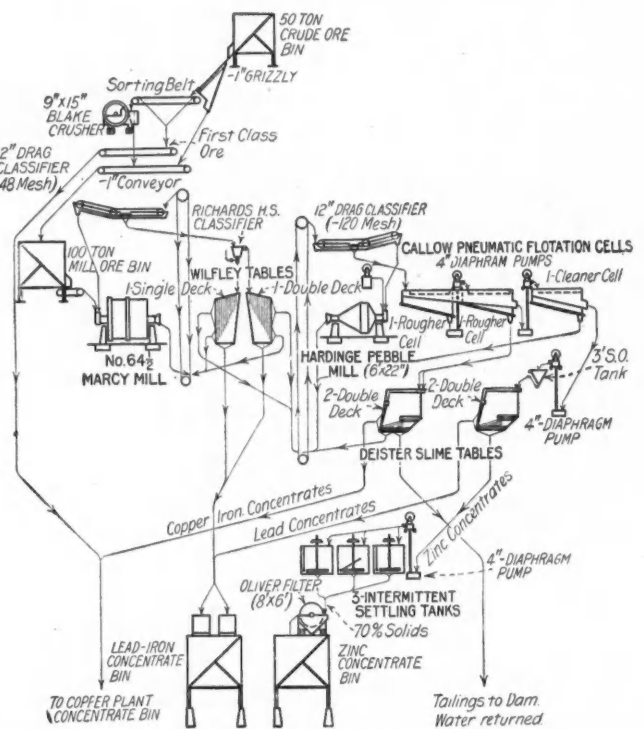 50 TON
CRUDE ORE
BIN
-1" GRIZZLY
Sorting Belt
9"x15"
BLAKE
CRUSHER
First Class
Ore
2" DRAG
CLASSIFIER
48 Mesh)
-1" Conveyor
RICHARDS H.S.
CLASSIFIER
12" DRAG CLASSIFIER
(-120 Mesh)
CALLOW PNEUMATIC FLOTATION CELLS
4" DIAPHRAM PUMPS
1-Cleaner Cell
100 TON
MILL ORE BIN
WILFLEY TABLES
1-Single Deck
1-Double Deck
1-Rougher
Cell
1-Rougher
Cell
No. 64½
MARCY MILL
HARDINGE PEBBLE
MILL (6'x22")
3' S.O.
Tank
2-Double
Deck
2-Double
Deck
4"-DIAPHRAGM
PUMP
DEISTER SLIME TABLES
Copper Iron Concentrates
Lead Concentrates
Zinc Concentrates
4"-DIAPHRAGM
PUMP
OLIVER FILTER
(8'x6')
3-INTERMITTENT
SETTLING TANKS
70% Solids
LEAD-IRON
CONCENTRATE
BIN
ZINC
CONCENTRATE
BIN
TO COPPER PLANT
CONCENTRATE BIN
Tailings to Dam.
Water returned